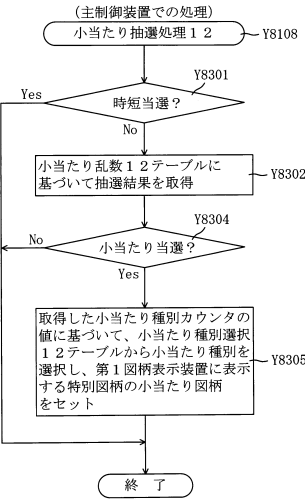 (主制御装置での処理)
小当たり抽選処理12
Y8108
Y8301
Yes
時短当選？
No
小当たり乱数12テーブルに
基づいて抽選結果を取得
Y8302
Y8304
No
小当たり当選？
Yes
取得した小当たり種別カウンタの
値に基づいて、小当たり種別選択
12テーブルから小当たり種別を
選択し、第1図柄表示装置に表示
する特別図柄の小当たり図柄
をセット
Y8305
終 了